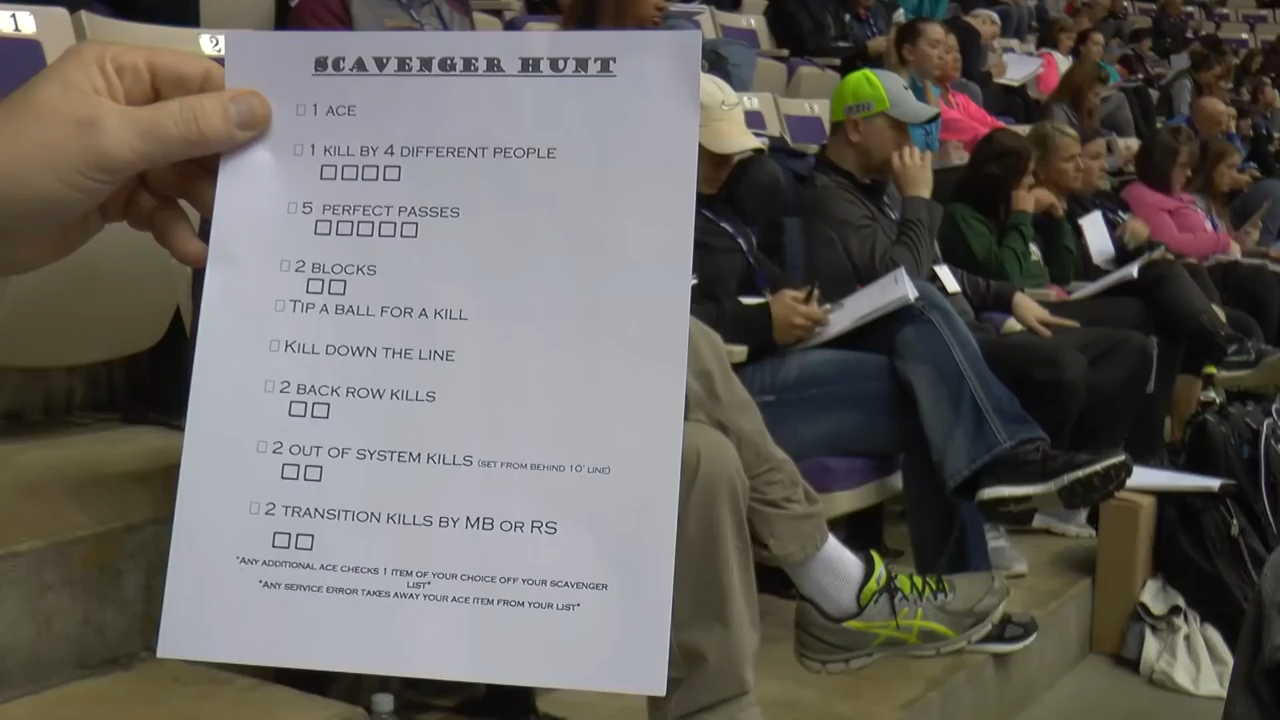 1
2
SCAVENGER HUNT
1 ACE
1 KILL BY 4 DIFFERENT PEOPLE
5 PERFECT PASSES
2 BLOCKS
TIP A BALL FOR A KILL
KILL DOWN THE LINE
2 BACK ROW KILLS
2 OUT OF SYSTEM KILLS (SET FROM BEHIND 10' LINE)
2 TRANSITION KILLS BY MB OR RS
*ANY ADDITIONAL ACE CHECKS 1 ITEM OF YOUR CHOICE OFF YOUR SCAVENGER
LIST*
*ANY SERVICE ERROR TAKES AWAY YOUR ACE ITEM FROM YOUR LIST*